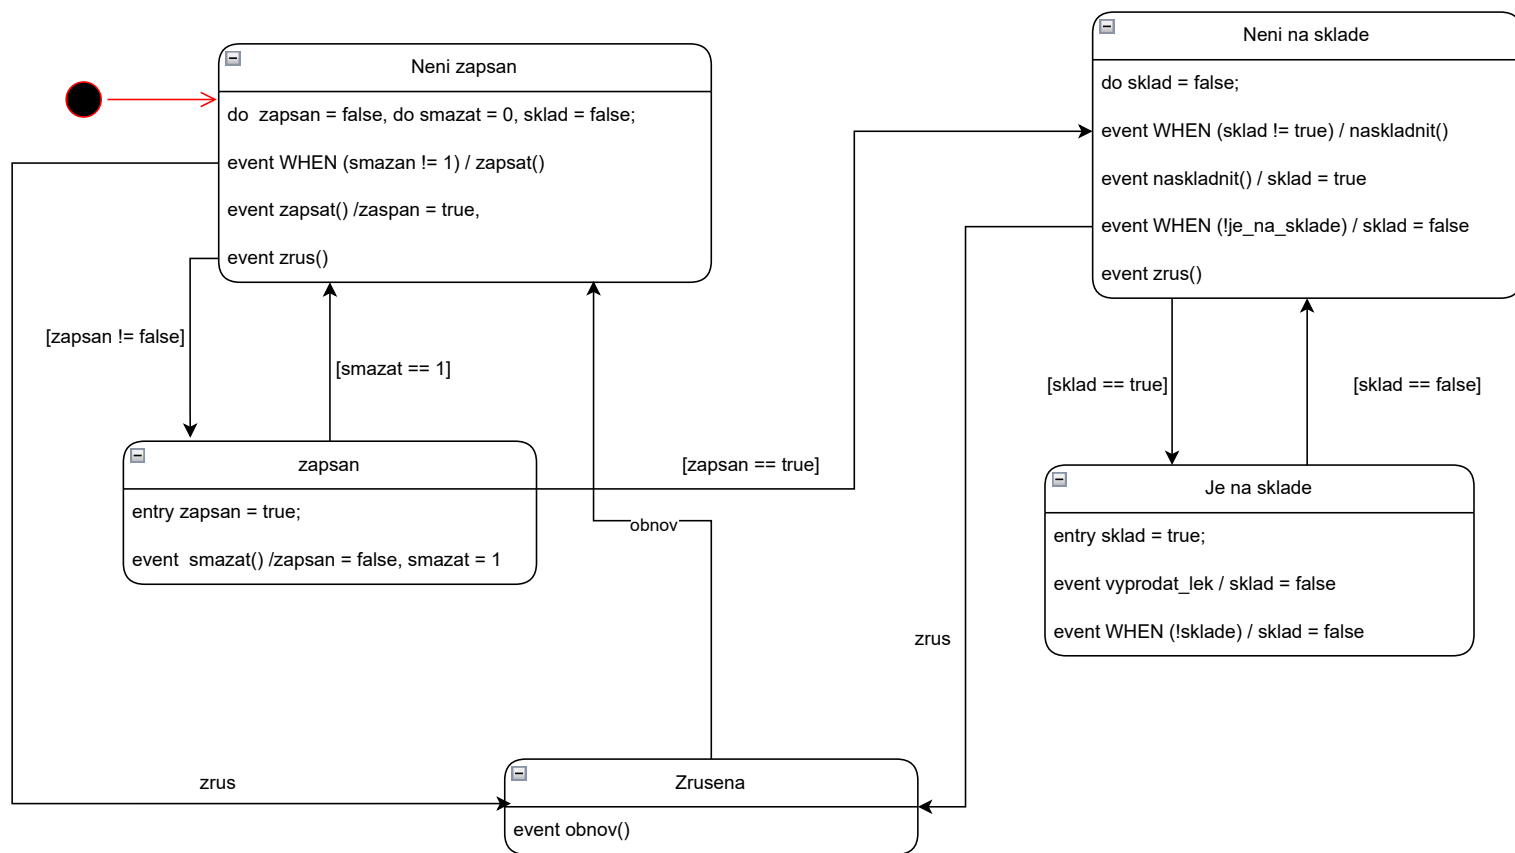 Neni zapsan
do  zapsan = false, do smazat = 0, sklad = false;
event WHEN (smazan != 1) / zapsat()
event zapsat() /zaspan = true,
event zrus()
Neni na sklade
do sklad = false;
event WHEN (sklad != true) / naskladnit()
event naskladnit() / sklad = true
event WHEN (!je_na_sklade) / sklad = false
event zrus()
[zapsan != false]
[smazat == 1]
[sklad == true]
[sklad == false]
zapsan
entry zapsan = true;
event  smazat() /zapsan = false, smazat = 1
[zapsan == true]
obnov
Je na sklade
entry sklad = true;
event vyprodat_lek / sklad = false
event WHEN (!sklade) / sklad = false
zrus
zrus
Zrusena
event obnov()